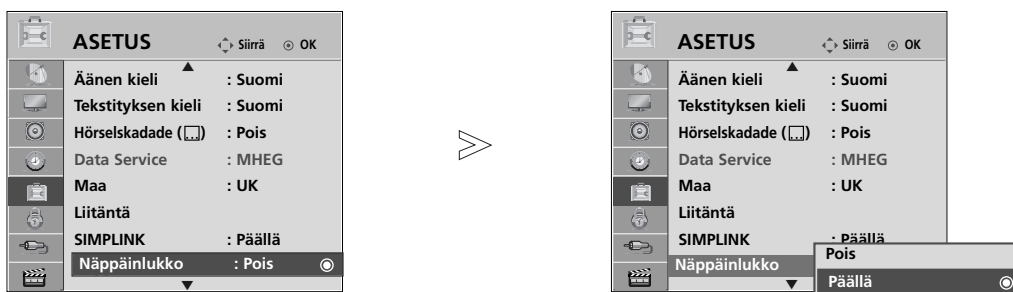 ASETUS Siirrä OK
Äänen kieli : Suomi
Tekstityksen kieli : Suomi
Hörselskadade ( ) : Pois
Data Service : MHEG
Maa : UK
Liitäntä
SIMPLINK : Päällä
Näppäinlukko : Pois
ASETUS Siirrä OK
Äänen kieli : Suomi
Tekstityksen kieli : Suomi
Hörselskadade ( ) : Pois
Data Service : MHEG
Maa : UK
Liitäntä
SIMPLINK : Päällä
Näppäinlukko
Pois
Päällä